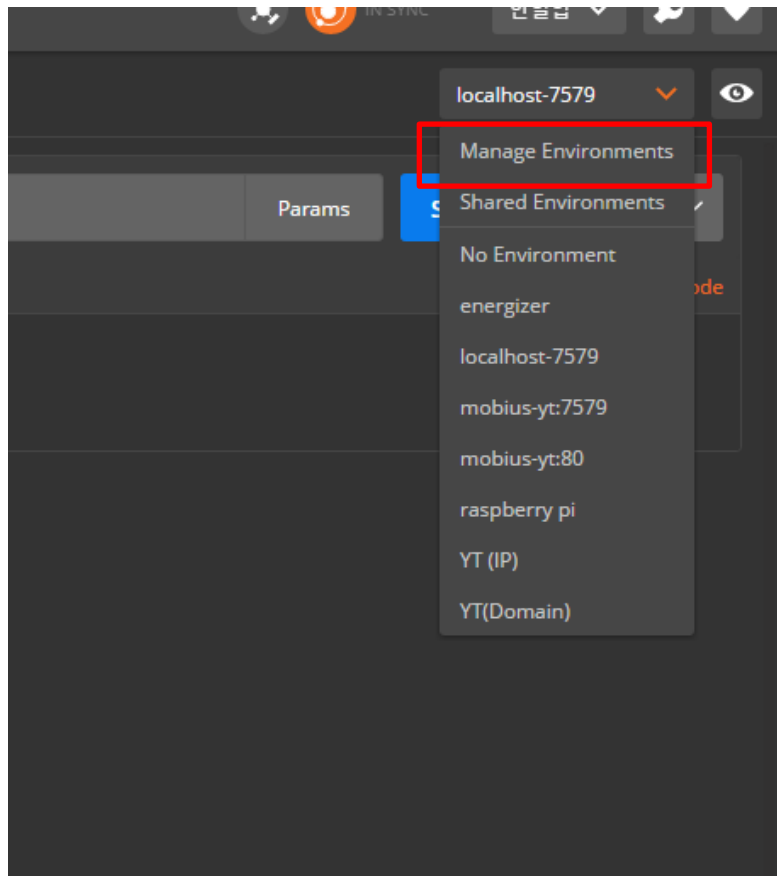 IN SYNC
localhost-7579
Manage Environments
Params
S
Shared Environments
No Environment
ode
energizer
localhost-7579
mobius-yt:7579
mobius-yt:80
raspberry pi
YT (IP)
YT(Domain)